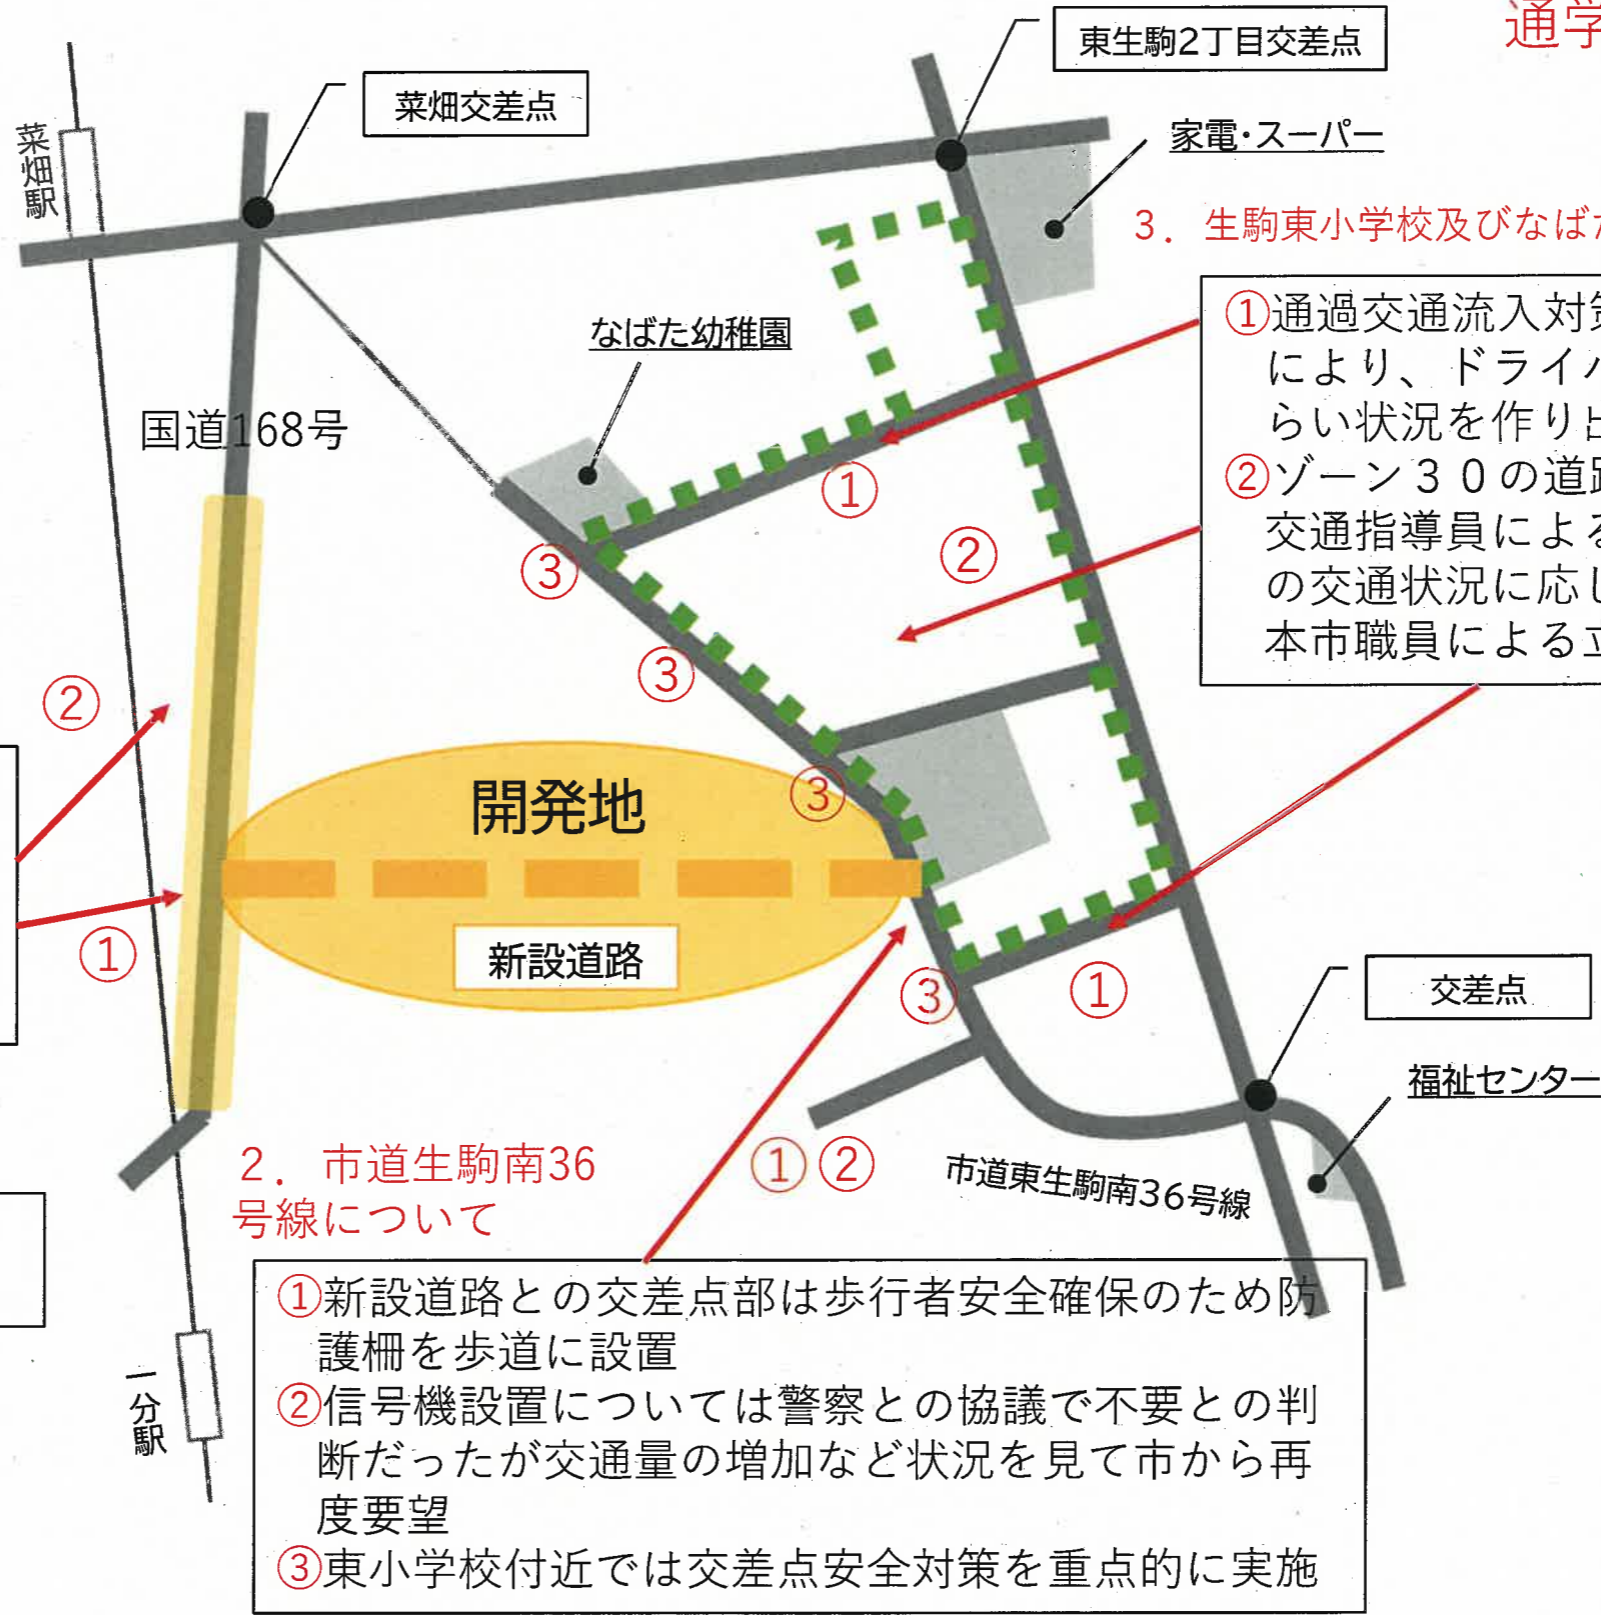 通学
東生駒2丁目交差点
菜畑交差点
家電・スーパー
菜畑駅
3．生駒東小学校及びなばた
なばた幼稚園
国道168号
①通過交通流入対策
により、ドライバ
らい状況を作り出
②ゾーン３０の道路
交通指導員による
の交通状況に応じ
本市職員による立
①
②
③
③
②
開発地
③
①
新設道路
③
①
交差点
福祉センター
2．市道生駒南36
号線について
① ②
市道東生駒南36号線
①新設道路との交差点部は歩行者安全確保のため防
護柵を歩道に設置
②信号機設置については警察との協議で不要との判
断だったが交通量の増加など状況を見て市から再
度要望
③東小学校付近では交差点安全対策を重点的に実施
一分駅